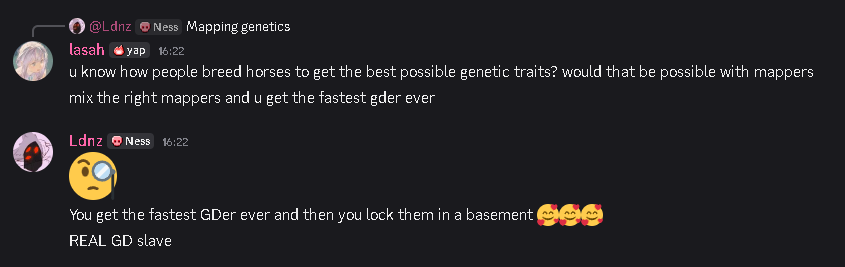 @Ldnz Ness Mapping genetics
lasah yap 16:22
u know how people breed horses to get the best possible genetic traits? would that be possible with mappers
mix the right mappers and u get the fastest gder ever
Ldnz Ness 16:22
You get the fastest GDer ever and then you lock them in a basement 🥰🥰🥰
REAL GD slave